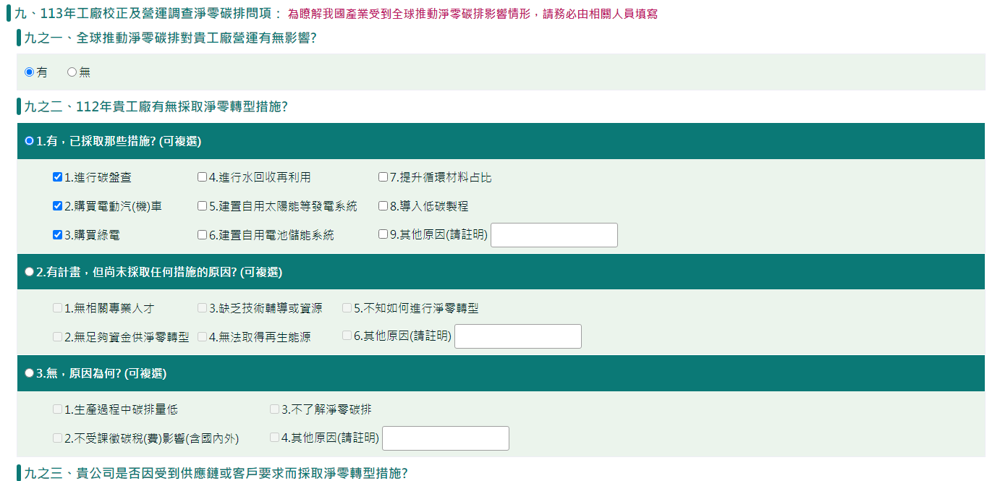 九、113年工廠校正及營運調查淨零碳排問項： 為瞭解我國產業受到全球推動淨零碳排影響情形，請務必由相關人員填寫
九之一、全球推動淨零碳排對貴工廠營運有無影響?
有 無
九之二、112年貴工廠有無採取淨零轉型措施?
1.有，已採取那些措施? (可複選)
1.進行碳盤查 4.進行水回收再利用 7.提升循環材料占比
2.購買電動汽(機)車 5.建置自用太陽能等發電系統 8.導入低碳製程
3.購買綠電 6.建置自用電池儲能系統 9.其他原因(請註明)
2.有計畫，但尚未採取任何措施的原因? (可複選)
1.無相關專業人才 3.缺乏技術輔導或資源 5.不知如何進行淨零轉型
2.無足夠資金供淨零轉型 4.無法取得再生能源 6.其他原因(請註明)
3.無，原因為何? (可複選)
1.生產過程中碳排量低 3.不了解淨零碳排
2.不受課徵碳稅(費)影響(含國內外) 4.其他原因(請註明)
九之三、貴公司是否因受到供應鏈或客戶要求而採取淨零轉型措施?